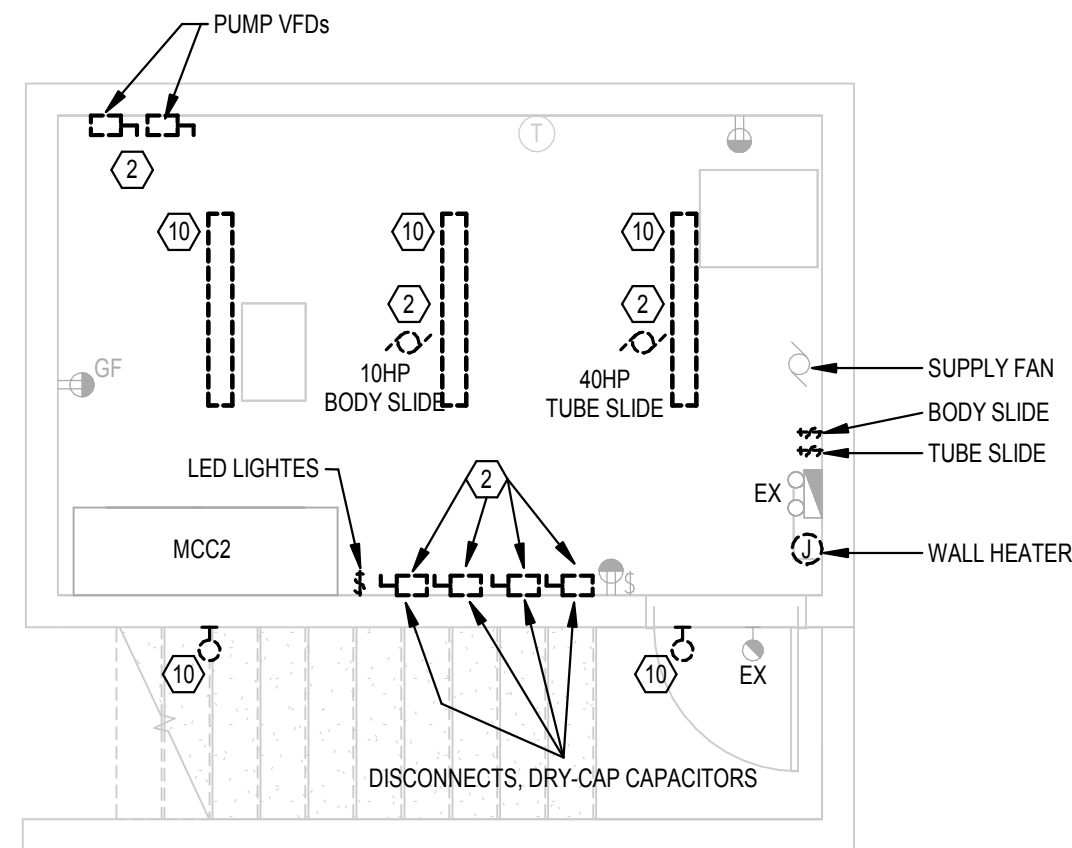 PUMP VFDs
T
2
10
10
10
2
2
GF
10HP
BODY SLIDE
40HP
TUBE SLIDE
SUPPLY FAN
BODY SLIDE
TUBE SLIDE
LED LIGHTES
2
EX
MCC2
$
$
J
WALL HEATER
10
10
EX
DISCONNECTS, DRY-CAP CAPACITORS